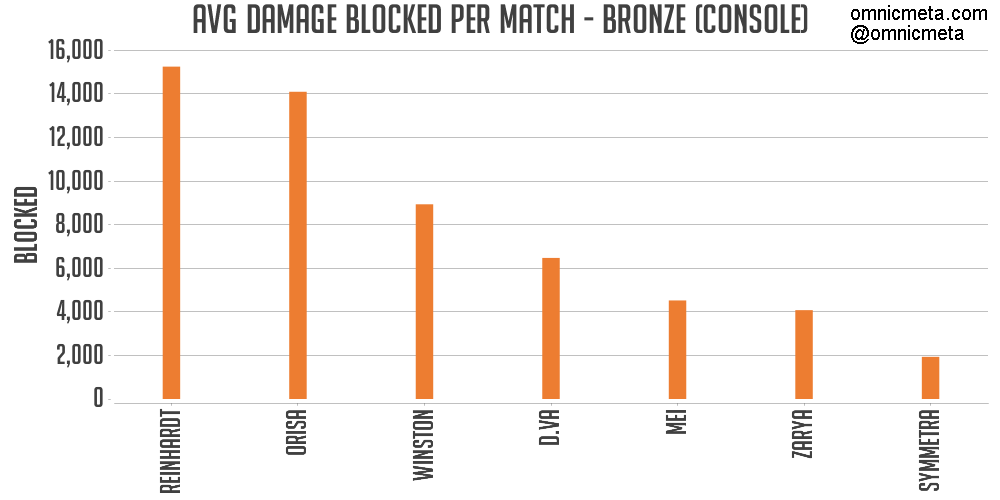 AVG DAMAGE BLOCKED PER MATCH - BRONZE (CONSOLE)
omnicmeta.com
@omnicmeta
BLOCKED
16,000
14,000
12,000
10,000
8,000
6,000
4,000
2,000
0
REINHARDT
ORISA
WINSTON
D.VA
MEI
ZARYA
SYMMETRA